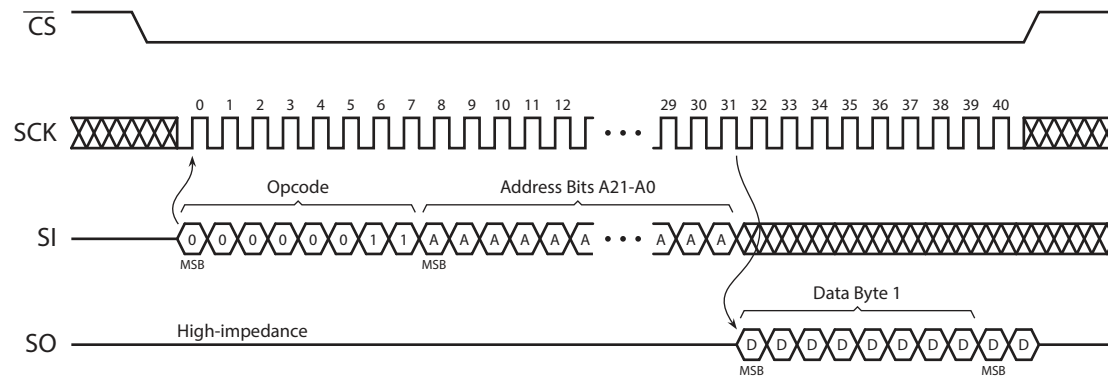 CS
0 1 2 3 4 5 6 7 8 9 10 11 12 29 30 31 32 33 34 35 36 37 38 39 40
SCK
Opcode Address Bits A21-A0
SI 0 0 0 0 0 0 1 1 A A A A A A A A A
MSB MSB
Data Byte 1
High-impedance
SO D D D D D D D D D D
MSB MSB